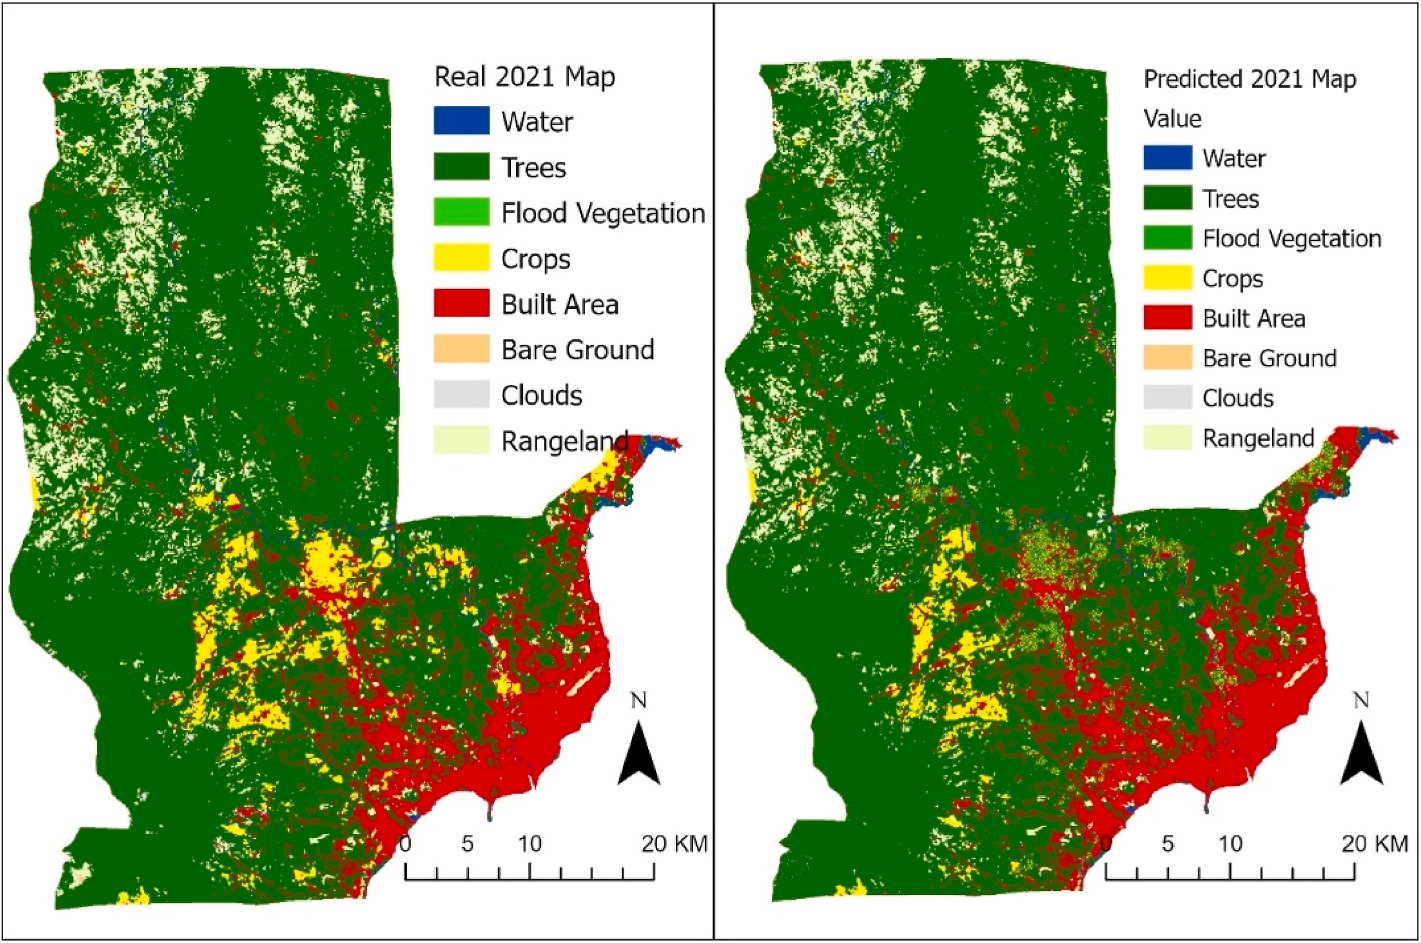 Real 2021 Map
Water
Trees
Flood Vegetation
Crops
Built Area
Bare Ground
Clouds
Rangeland
N
0 5 10 20 KM
Predicted 2021 Map
Value
Water
Trees
Flood Vegetation
Crops
Built Area
Bare Ground
Clouds
Rangeland
N
0 5 10 20 KM